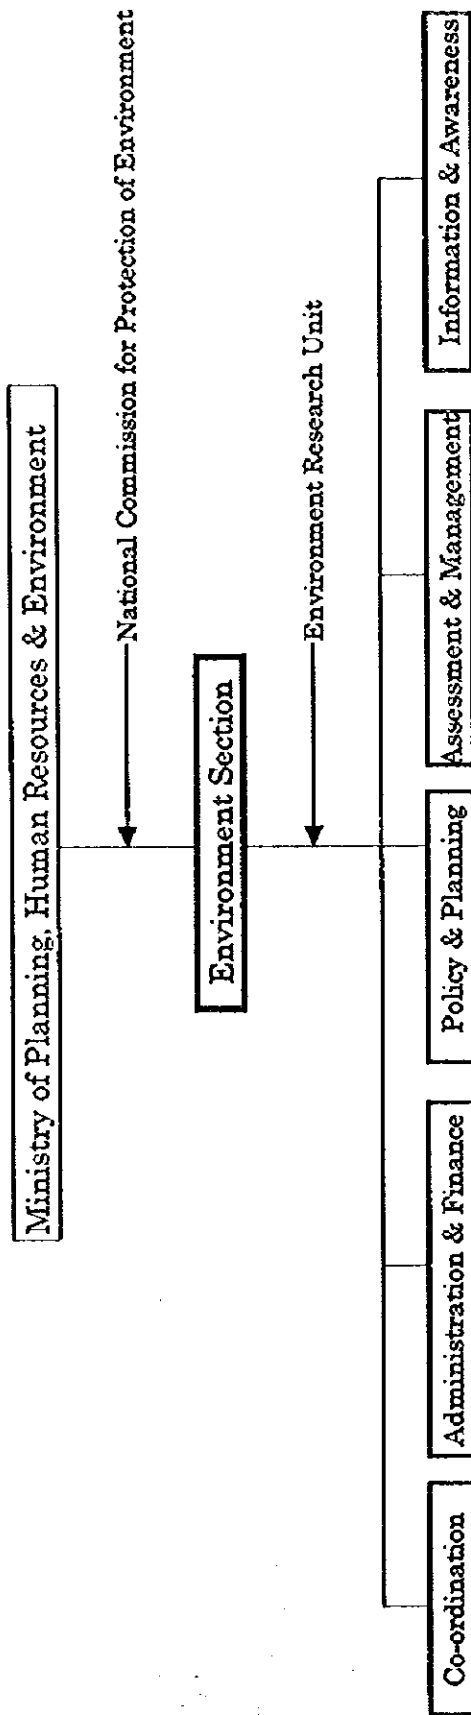 Ministry of Planning, Human Resources & Environment
National Commission for Protection of Environment
Environment Section
Environment Research Unit
Co-ordination
Administration & Finance
Policy & Planning
Assessment & Management
Information & Awareness